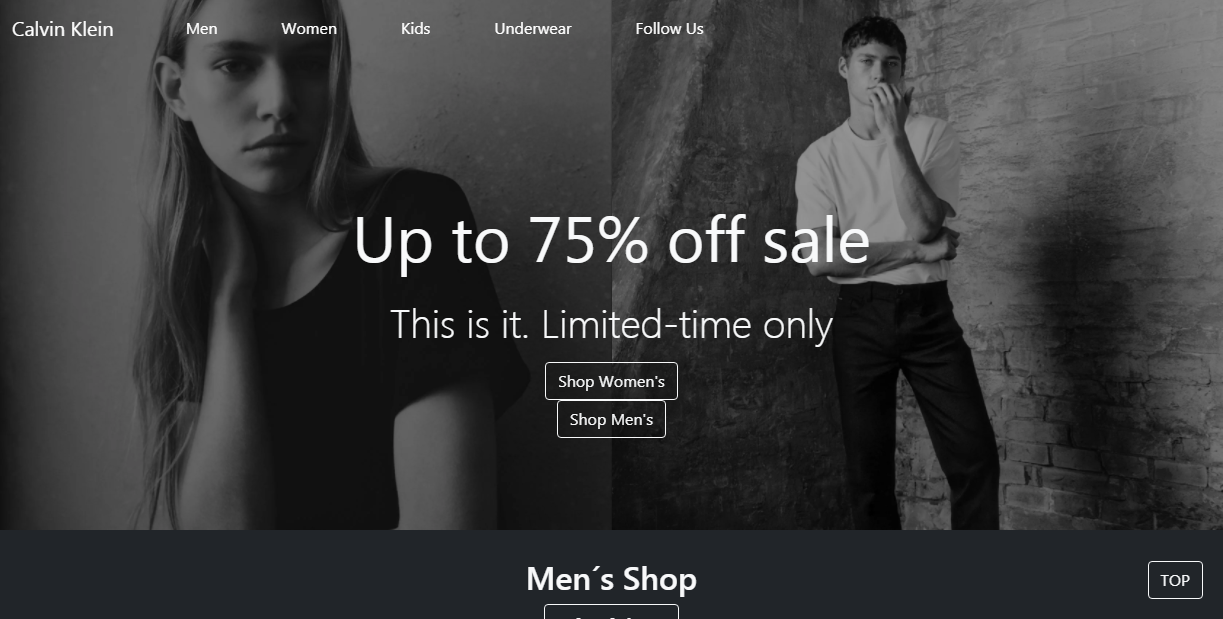 Calvin Klein Men Women Kids Underwear Follow Us
Up to 75% off sale
This is it. Limited-time only
Shop Women's
Shop Men's
Men´s Shop
TOP